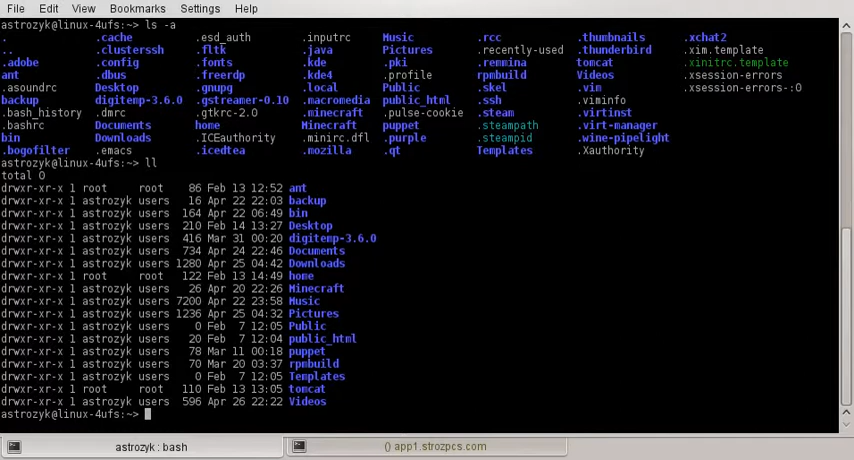 File Edit View Bookmarks Settings Help
astrozyk@linux-4ufs:~> ls -a
. .cache .esd_auth .inputrc Music .rcc .thumbnails .xchat2
.. .clusterssh .fltk .java Pictures .recently-used .thunderbird .xim.template
.adobe .config .fonts .kde .pki .remmina tomcat .xinitrc.template
ant .dbus .freerdp .kde4 .profile rpmbuild Videos .xsession-errors
.asoundrc Desktop .gnupg .local Public .skel .vim .xsession-errors-:0
backup digitemp-3.6.0 .gstreamer-0.10 .macromedia public_html .ssh .viminfo
.bash_history .dmrc .gtkrc-2.0 .minecraft .pulse-cookie .steam .virtinst
.bashrc Documents home Minecraft puppet .steampath .virt-manager
bin Downloads .ICEauthority .minirc.dfl .purple .steampid .wine-pipelight
.bogofilter .emacs .icedtea .mozilla .qt Templates .Xauthority
astrozyk@linux-4ufs:~> ll
total 0
drwxr-xr-x 1 root root 86 Feb 13 12:52 ant
drwxr-xr-x 1 astrozyk users 16 Apr 22 22:03 backup
drwxr-xr-x 1 astrozyk users 164 Apr 22 06:49 bin
drwxr-xr-x 1 astrozyk users 210 Feb 14 13:27 Desktop
drwxr-xr-x 1 astrozyk users 416 Mar 31 00:20 digitemp-3.6.0
drwxr-xr-x 1 astrozyk users 734 Apr 24 22:46 Documents
drwxr-xr-x 1 astrozyk users 1280 Apr 25 04:42 Downloads
drwxr-xr-x 1 root root 122 Feb 13 14:49 home
drwxr-xr-x 1 astrozyk users 26 Apr 20 22:26 Minecraft
drwxr-xr-x 1 astrozyk users 7200 Apr 22 23:58 Music
drwxr-xr-x 1 astrozyk users 1236 Apr 25 04:32 Pictures
drwxr-xr-x 1 astrozyk users 0 Feb 7 12:05 Public
drwxr-xr-x 1 astrozyk users 20 Feb 7 12:04 public_html
drwxr-xr-x 1 astrozyk users 78 Mar 11 00:18 puppet
drwxr-xr-x 1 astrozyk users 70 Mar 20 03:37 rpmbuild
drwxr-xr-x 1 astrozyk users 0 Feb 7 12:05 Templates
drwxr-xr-x 1 root root 110 Feb 13 13:05 tomcat
drwxr-xr-x 1 astrozyk users 596 Apr 26 22:22 Videos
astrozyk@linux-4ufs:~>
astrozyk : bash () app1.strozpcs.com